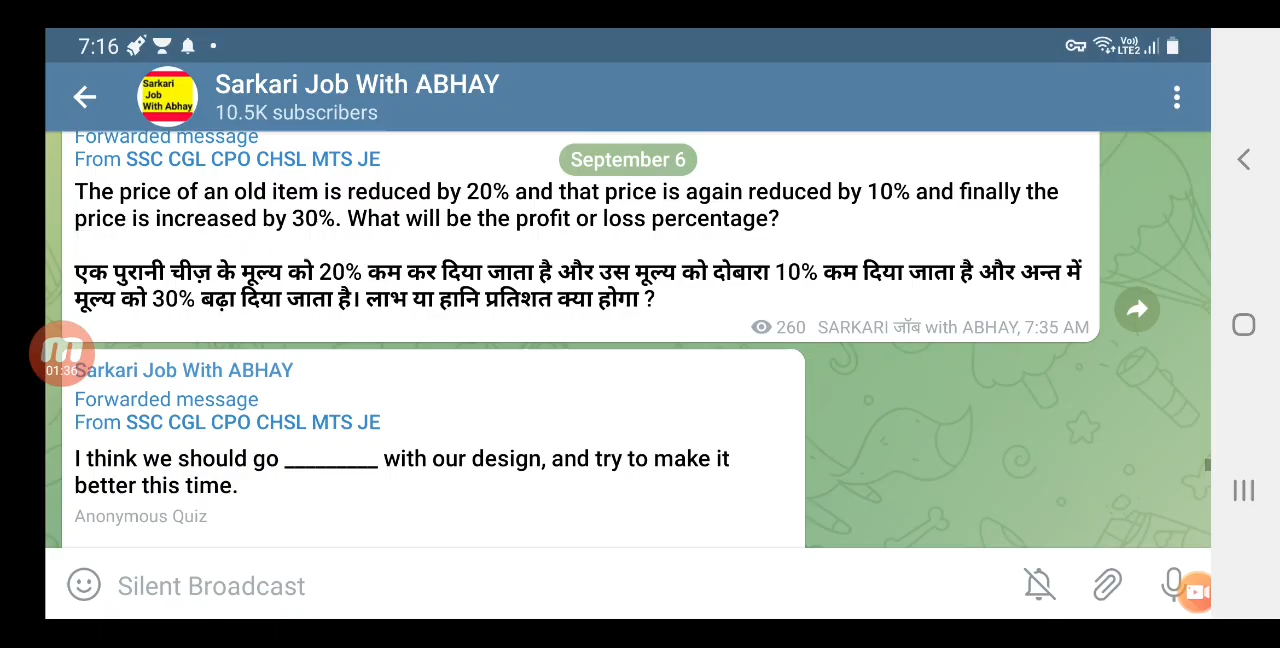 7:16
Vo))
LTE2
Sarkari
Job
With Abhay
Sarkari Job With ABHAY
10.5K subscribers
Forwarded message
From SSC CGL CPO CHSL MTS JE
September 6
The price of an old item is reduced by 20% and that price is again reduced by 10% and finally the
price is increased by 30%. What will be the profit or loss percentage?
एक पुरानी चीज़ के मूल्य को 20% कम कर दिया जाता है और उस मूल्य को दोबारा 10% कम दिया जाता है और अन्त में
मूल्य को 30% बढ़ा दिया जाता है। लाभ या हानि प्रतिशत क्या होगा ?
260 SARKARI जॉब with ABHAY, 7:35 AM
01:36
Sarkari Job With ABHAY
Forwarded message
From SSC CGL CPO CHSL MTS JE
I think we should go _________ with our design, and try to make it
better this time.
Anonymous Quiz
Silent Broadcast